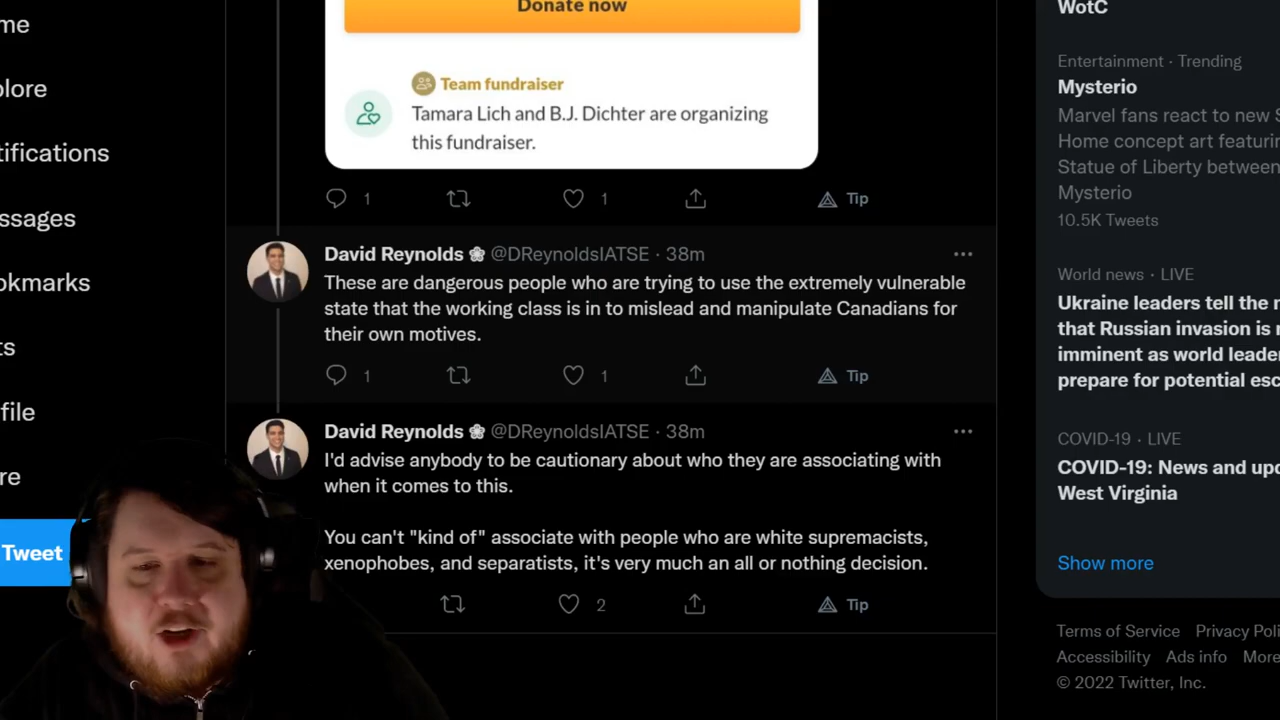 me
plore
tifications
ssages
okmarks
ts
file
re
Tweet
Donate now
Team fundraiser
Tamara Lich and B.J. Dichter are organizing
this fundraiser.
1
1
Tip
David Reynolds @DReynoldsIATSE · 38m
These are dangerous people who are trying to use the extremely vulnerable
state that the working class is in to mislead and manipulate Canadians for
their own motives.
1
1
Tip
David Reynolds @DReynoldsIATSE · 38m
I'd advise anybody to be cautionary about who they are associating with
when it comes to this.
You can't "kind of" associate with people who are white supremacists,
xenophobes, and separatists, it's very much an all or nothing decision.
2
Tip
WotC
Entertainment · Trending
Mysterio
Marvel fans react to new S
Home concept art featuri
Statue of Liberty between
Mysterio
10.5K Tweets
World news · LIVE
Ukraine leaders tell the
that Russian invasion is
imminent as world leade
prepare for potential esc
COVID-19 · LIVE
COVID-19: News and upd
West Virginia
Show more
Terms of Service Privacy Poli
Accessibility Ads info More
© 2022 Twitter, Inc.